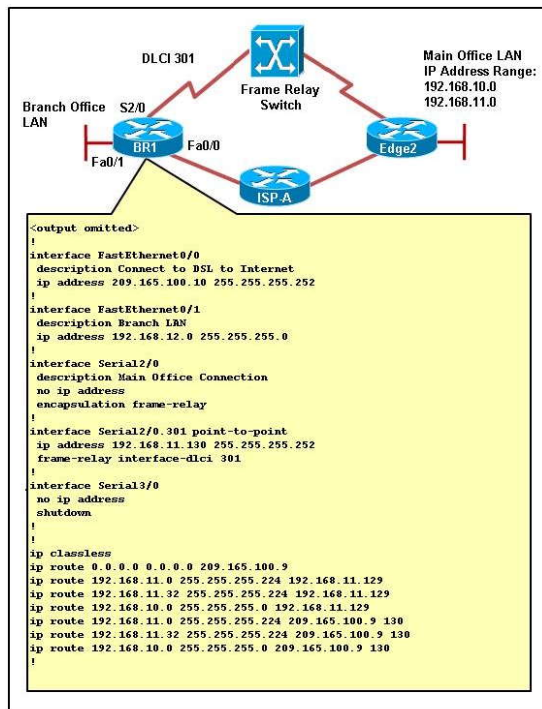 DLCI 301
Frame Relay
Switch
Main Office LAN
IP Address Range:
192.168.10.0
192.168.11.0
Branch Office
LAN
S2/0
Fa0/1
Fa0/0
BR1
Edge2
ISP-A
<output omitted>
!
interface FastEthernet0/0
description Connect to DSL to Internet
ip address 209.165.100.10 255.255.255.252
!
interface FastEthernet0/1
description Branch LAN
ip address 192.168.12.0 255.255.255.0
!
interface Serial2/0
description Main Office Connection
no ip address
encapsulation frame-relay
!
interface Serial2/0.301 point-to-point
ip address 192.168.11.130 255.255.255.252
frame-relay interface-dlci 301
!
interface Serial3/0
no ip address
shutdown
!
!
ip classless
ip route 0.0.0.0 0.0.0.0 209.165.100.9
ip route 192.168.11.0 255.255.255.224 192.168.11.129
ip route 192.168.11.32 255.255.255.224 192.168.11.129
ip route 192.168.10.0 255.255.255.0 192.168.11.129
ip route 192.168.11.0 255.255.255.224 209.165.100.9 130
ip route 192.168.11.32 255.255.255.224 209.165.100.9 130
ip route 192.168.10.0 255.255.255.0 209.165.100.9 130
!